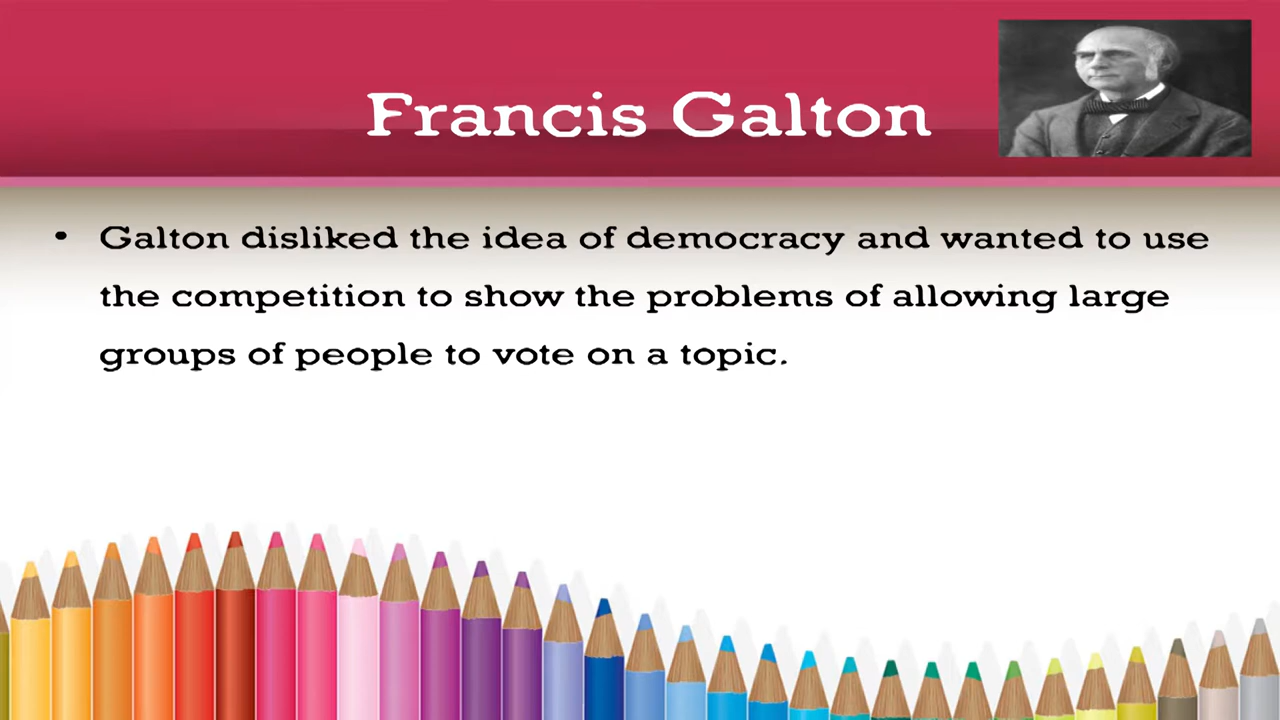 Francis Galton
• Galton disliked the idea of democracy and wanted to use
the competition to show the problems of allowing large
groups of people to vote on a topic.